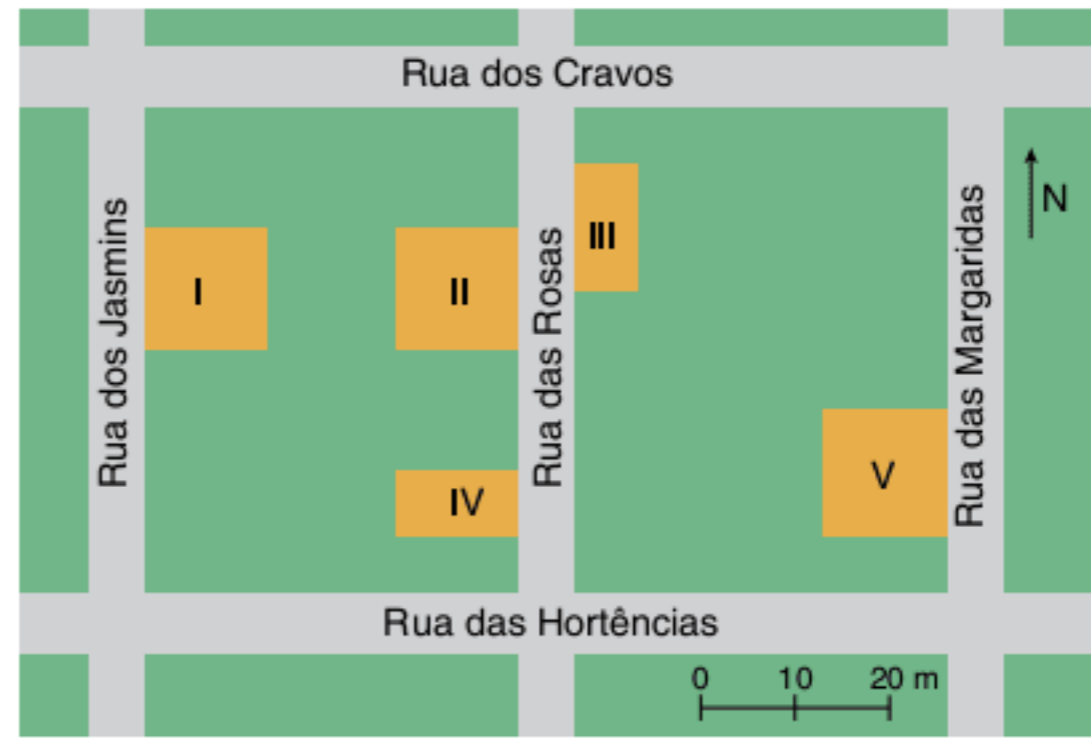 Rua dos Cravos
Rua dos Jasmins
I
II
Rua das Rosas
III
Rua das Margaridas
N
IV
V
Rua das Hortências
0 10 20 m